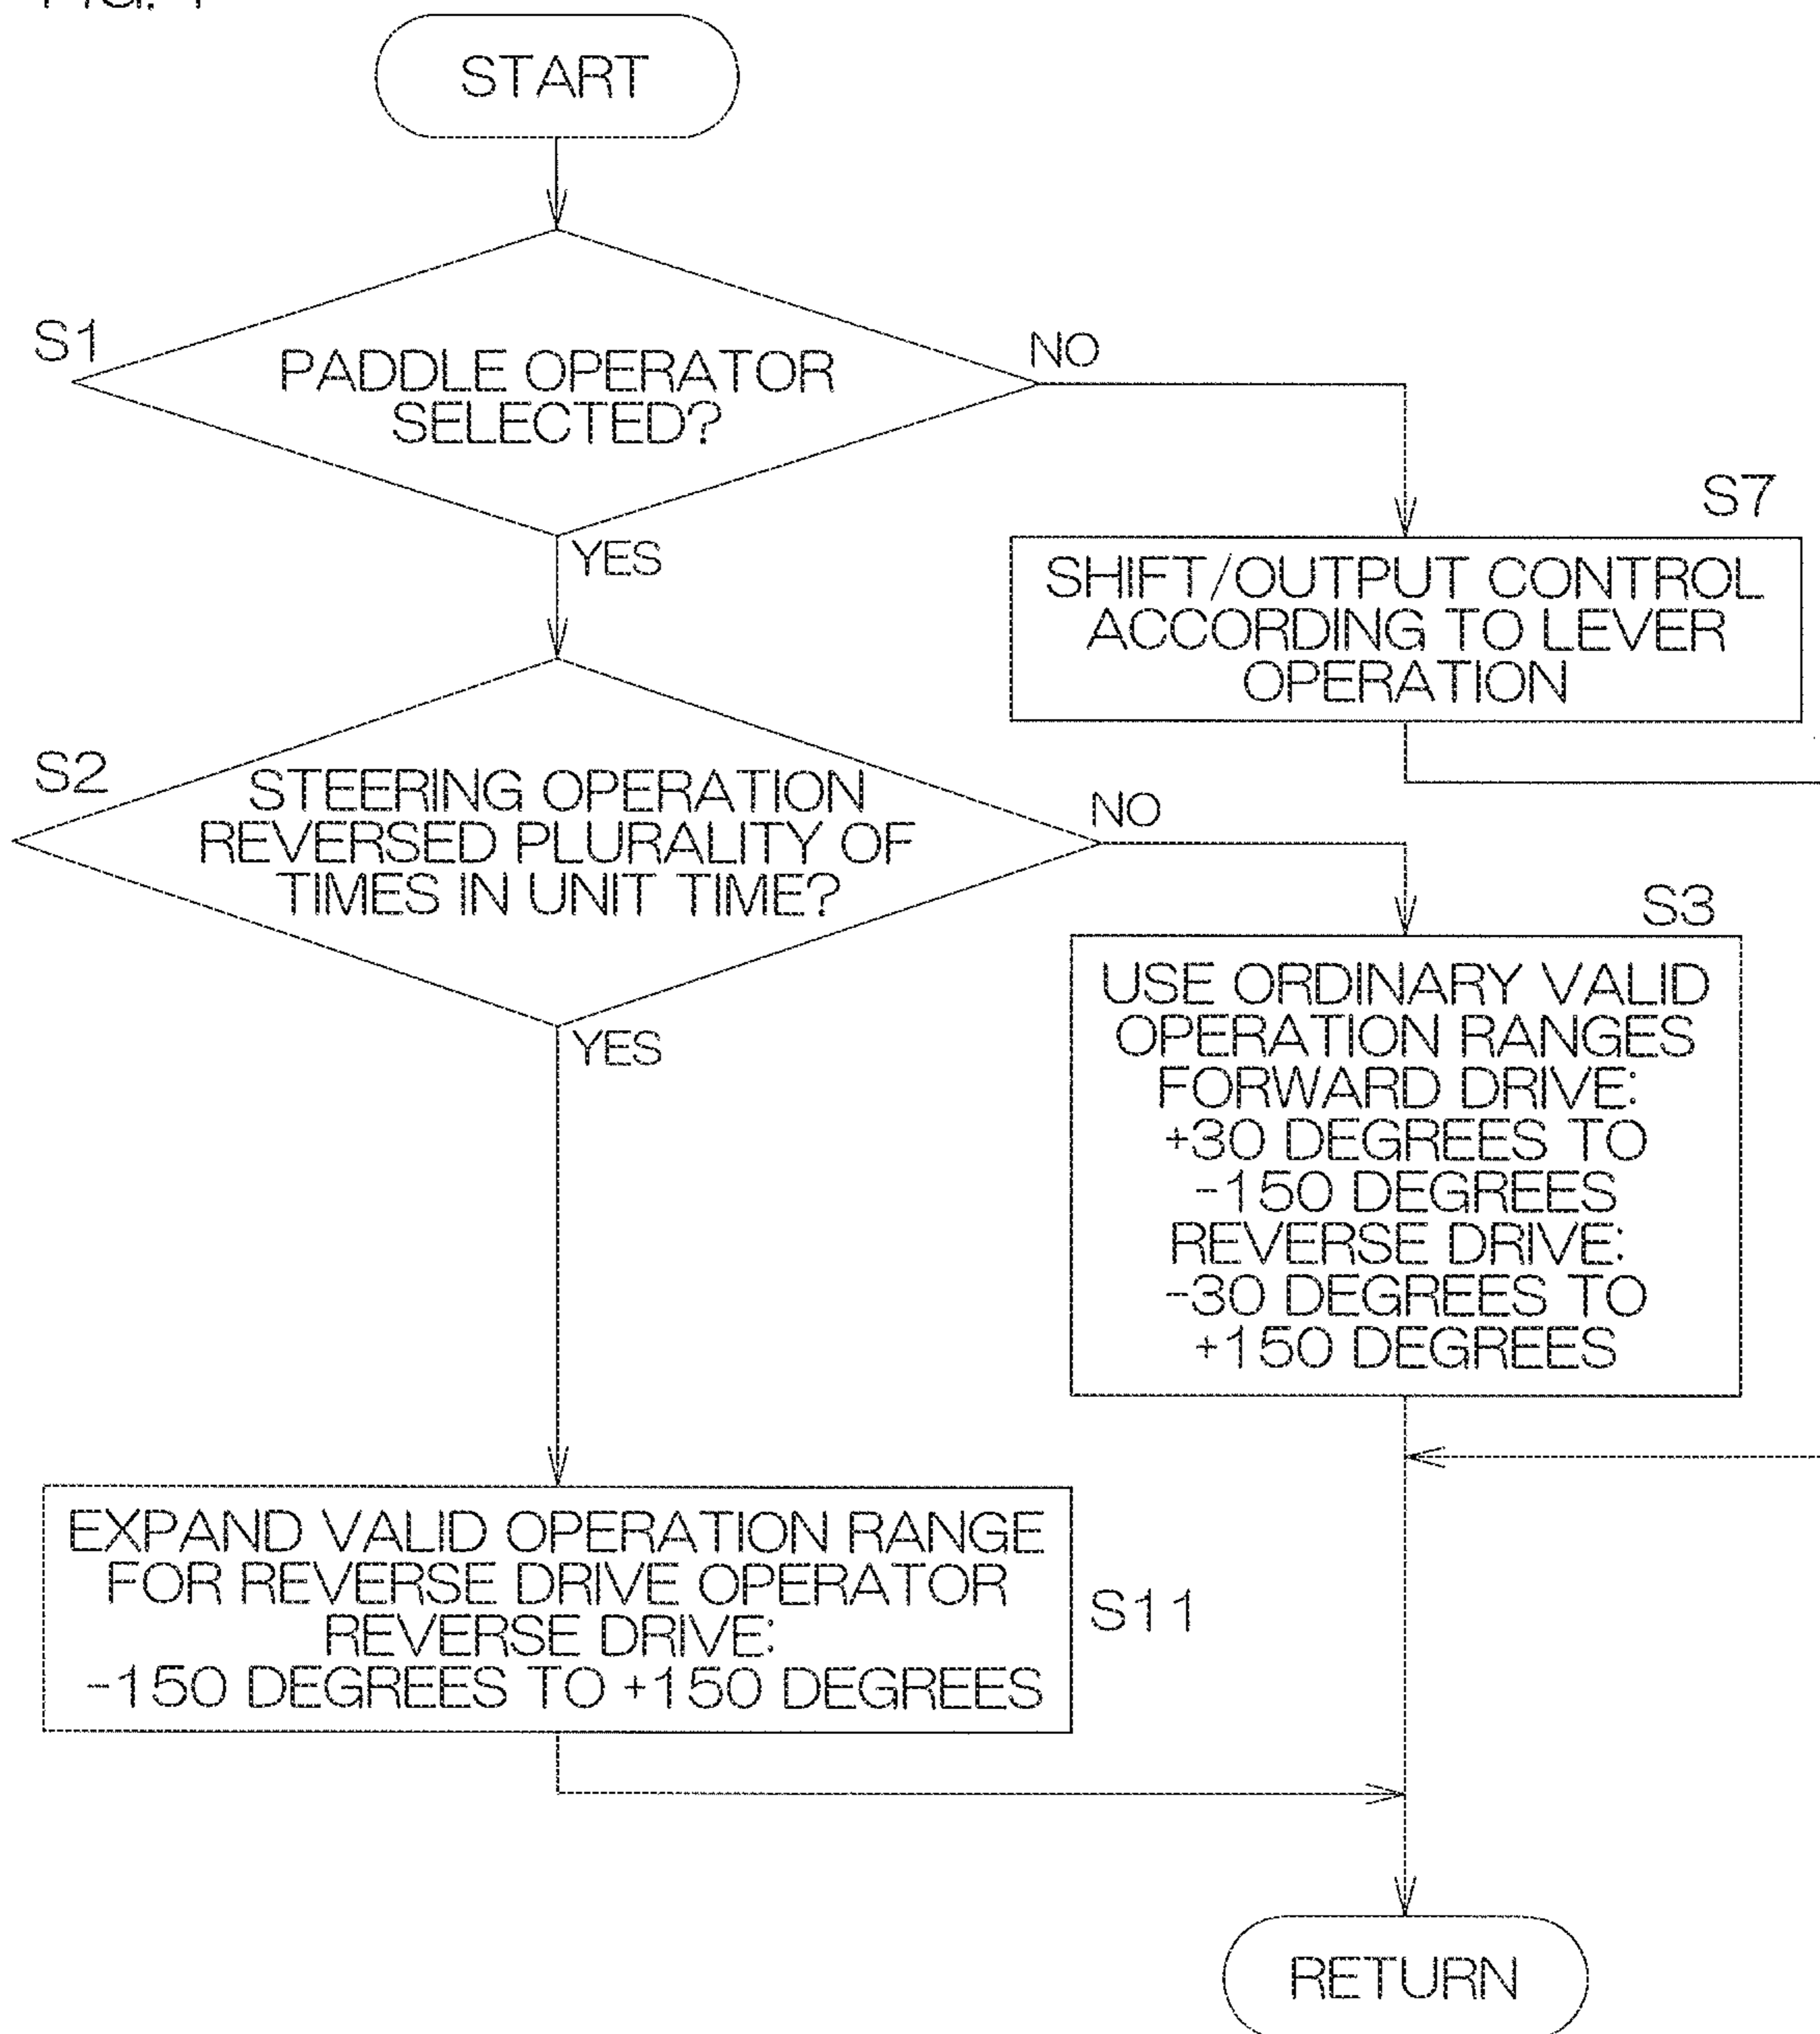 START
S1
PADDLE OPERATOR
SELECTED?
NO
YES
S7
SHIFT/OUTPUT CONTROL
ACCORDING TO LEVER
OPERATION
S2
STEERING OPERATION
REVERSED PLURALITY OF
TIMES IN UNIT TIME?
NO
YES
S3
USE ORDINARY VALID
OPERATION RANGES
FORWARD DRIVE:
+30 DEGREES TO
-150 DEGREES
REVERSE DRIVE:
-30 DEGREES TO
+150 DEGREES
EXPAND VALID OPERATION RANGE
FOR REVERSE DRIVE OPERATOR
REVERSE DRIVE:
-150 DEGREES TO +150 DEGREES
S11
RETURN